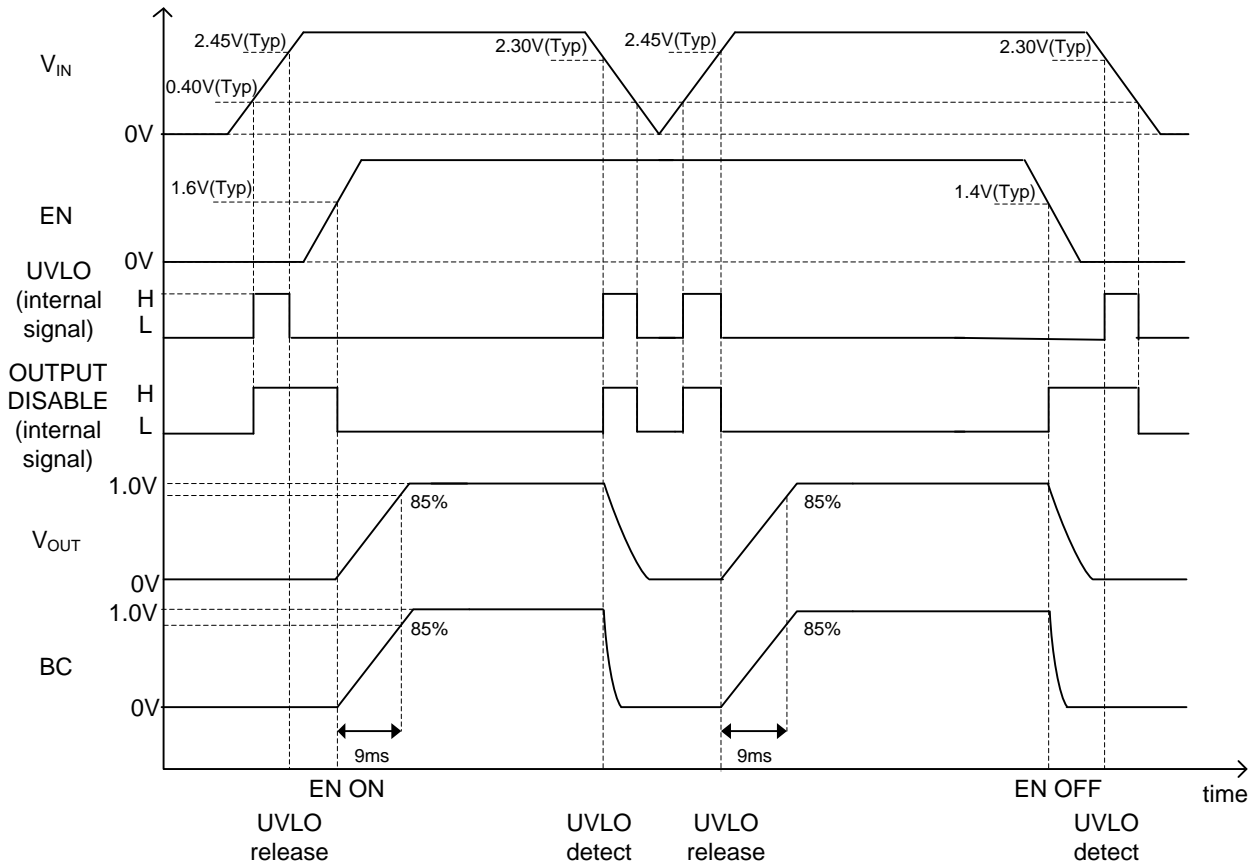 2.45V(Typ) 2.30V(Typ) 2.45V(Typ) 2.30V(Typ)
VIN
0.40V(Typ)
0V
1.6V(Typ) 1.4V(Typ)
EN
0V
UVLO
(internal
signal)
H
L
OUTPUT
DISABLE
(internal
signal)
H
L
1.0V
85% 85%
VOUT
0V
1.0V
85% 85%
BC
0V
9ms 9ms
EN ON EN OFF time
UVLO
release
UVLO
detect
UVLO
release
UVLO
detect